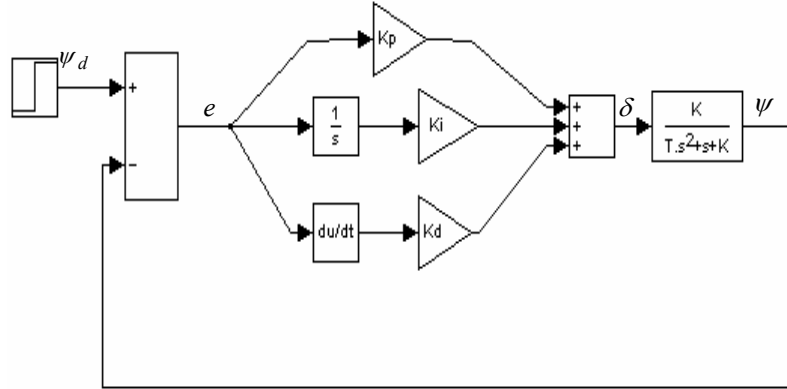 ψd
+
−
e
Kp
1
s
Ki
du/dt
Kd
+
+
+
δ
K
T.s²+s+K
ψ